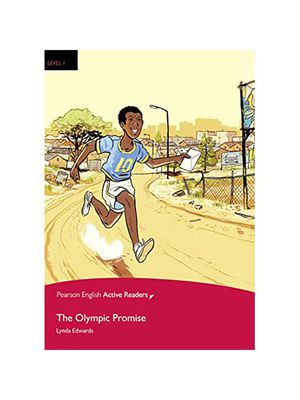 LEVEL 1
10
Pearson English Active Readers
The Olympic Promise
Lynda Edwards